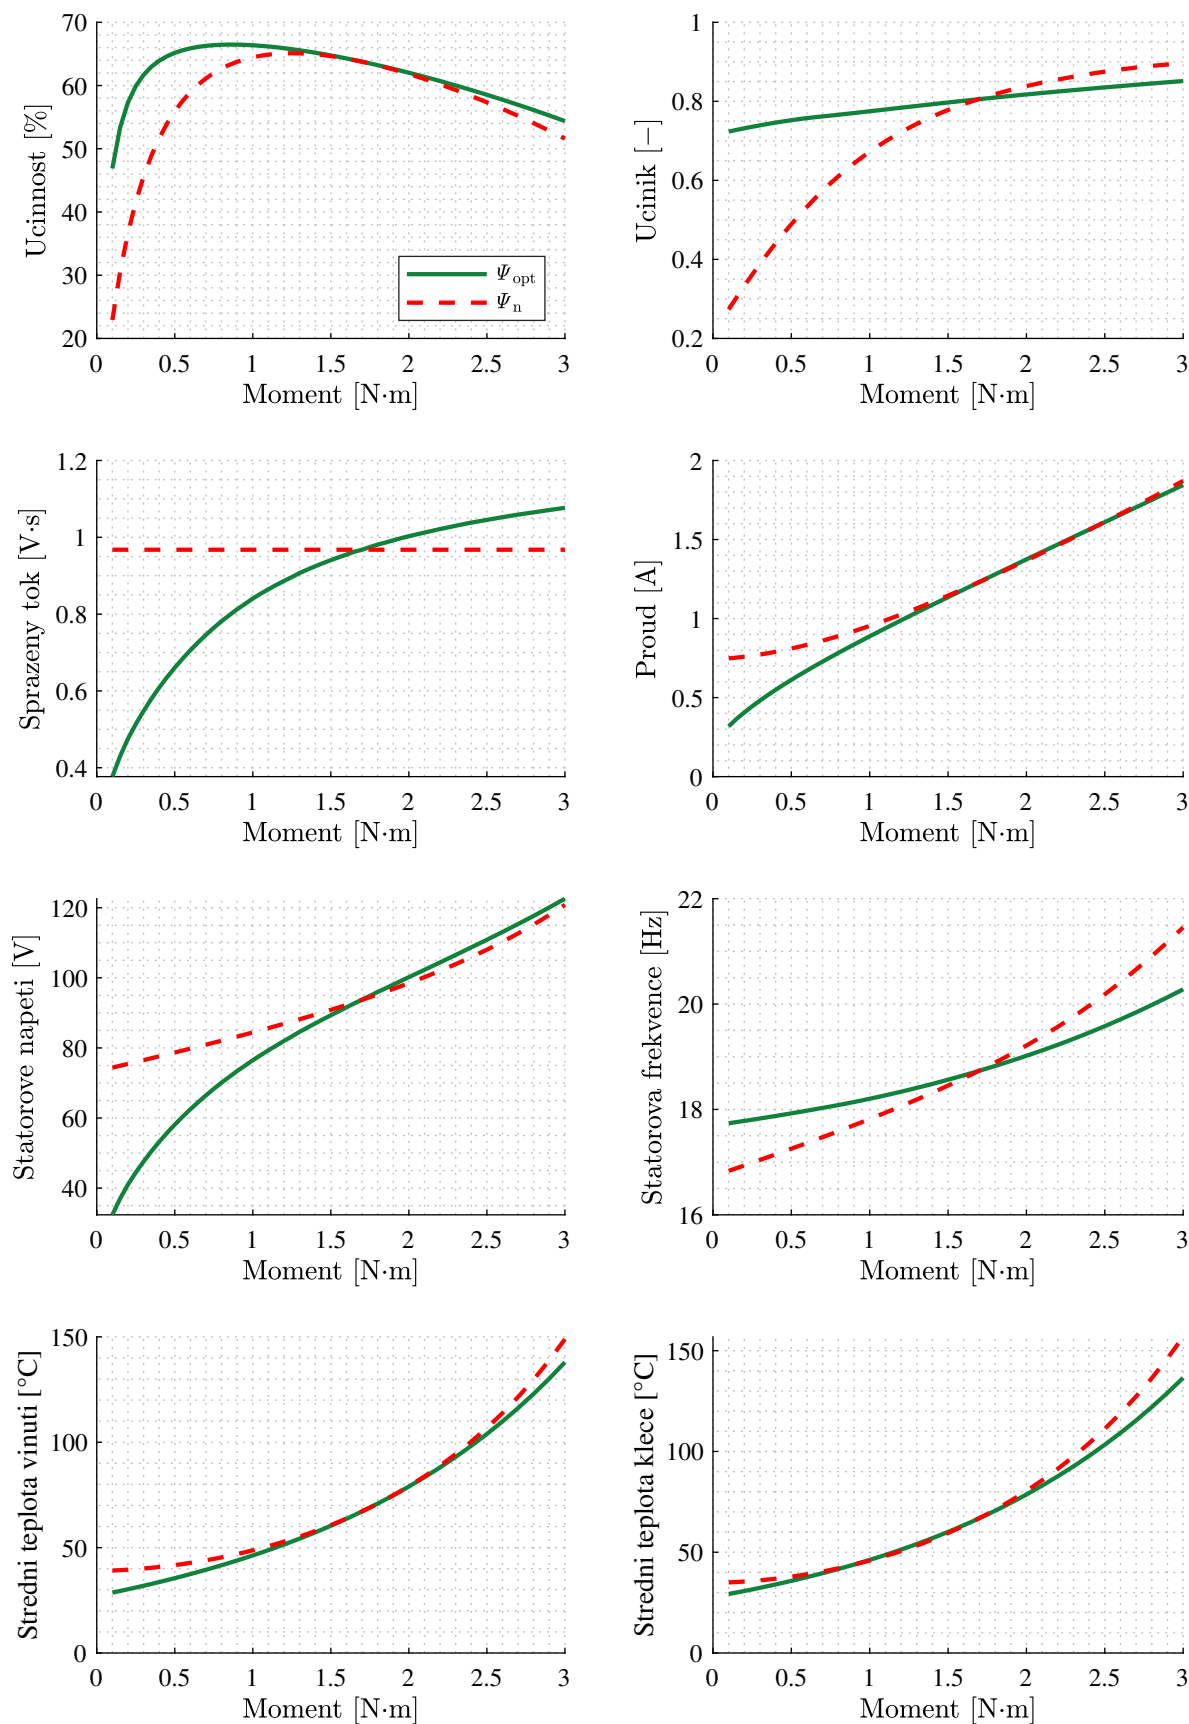 70
60
50
40
30
20
0 0.5 1 1.5 2 2.5 3
Ucinnost [%]
Moment [N·m]
Ψopt
Ψn
1
0.8
0.6
0.4
0.2
0 0.5 1 1.5 2 2.5 3
Ucinik [−]
Moment [N·m]
1.2
1
0.8
0.6
0.4
0 0.5 1 1.5 2 2.5 3
Sprazeny tok [V·s]
Moment [N·m]
2
1.5
1
0.5
0
0 0.5 1 1.5 2 2.5 3
Proud [A]
Moment [N·m]
120
100
80
60
40
0 0.5 1 1.5 2 2.5 3
Statorove napeti [V]
Moment [N·m]
22
20
18
16
0 0.5 1 1.5 2 2.5 3
Statorova frekvence [Hz]
Moment [N·m]
150
100
50
0
0 0.5 1 1.5 2 2.5 3
Stredni teplota vinuti [°C]
Moment [N·m]
150
100
50
0
0 0.5 1 1.5 2 2.5 3
Stredni teplota klece [°C]
Moment [N·m]